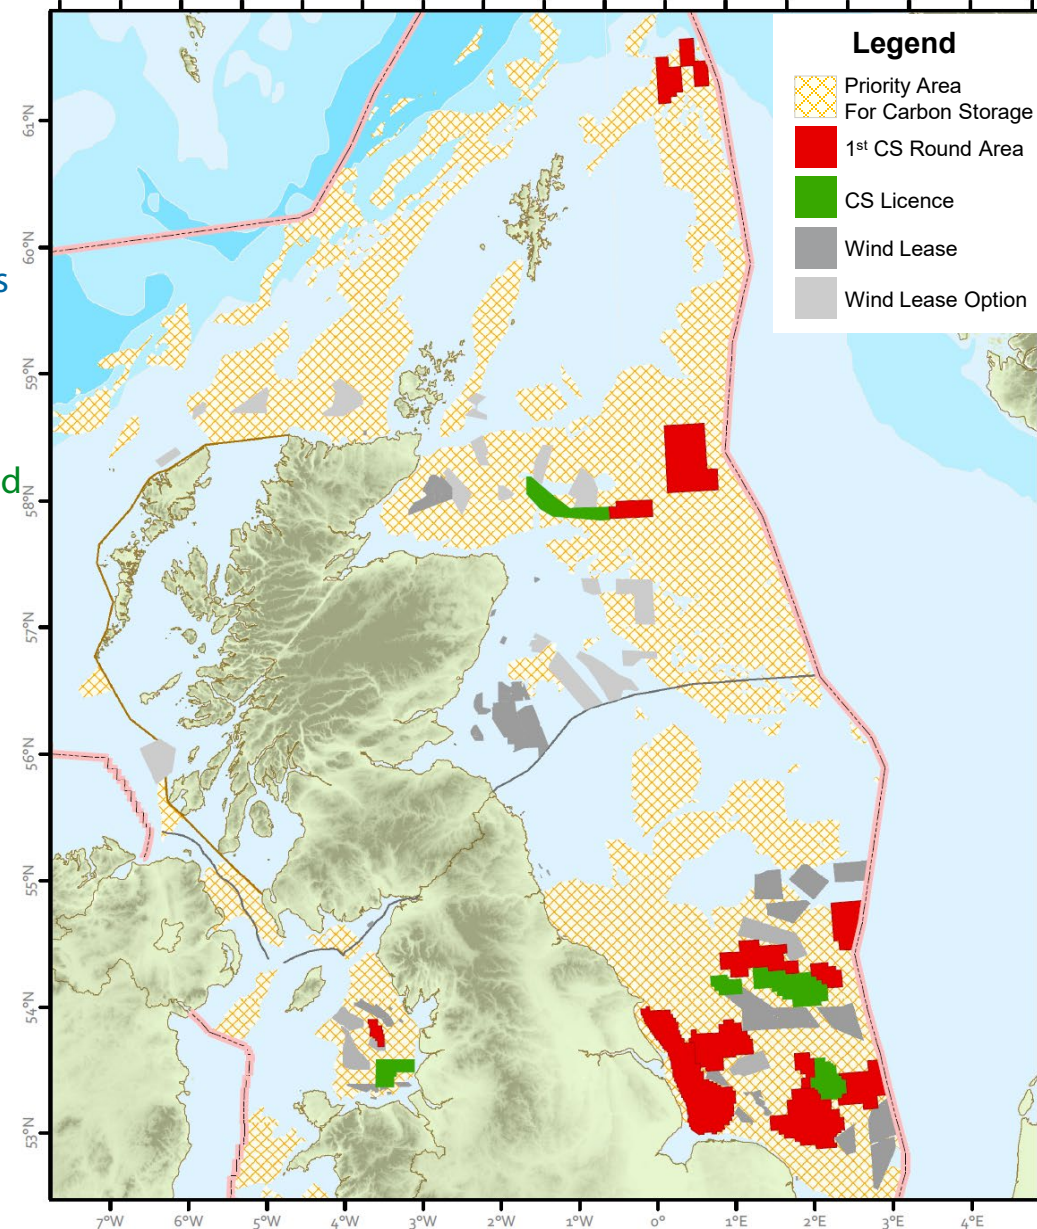 Legend
Priority Area
For Carbon Storage
1st CS Round Area
CS Licence
Wind Lease
Wind Lease Option
s
d
61°N
60°N
59°N
58°N
57°N
56°N
55°N
54°N
53°N
7°W 6°W 5°W 4°W 3°W 2°W 1°W 0° 1°E 2°E 3°E 4°E